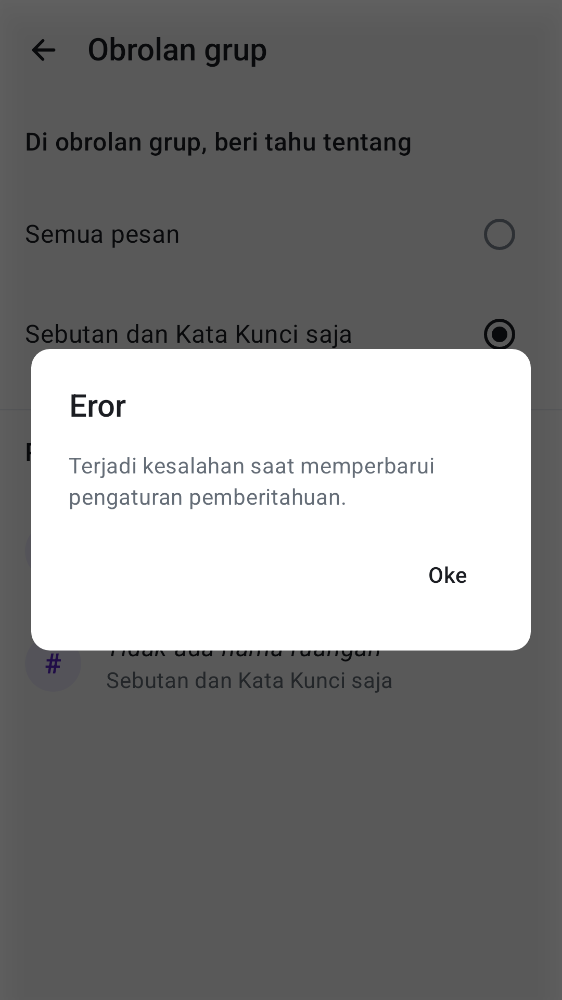 Obrolan grup
Di obrolan grup, beri tahu tentang
Semua pesan
Sebutan dan Kata Kunci saja
Eror
Terjadi kesalahan saat memperbarui
pengaturan pemberitahuan.
Oke
Tidak ada nama ruangan
#
Sebutan dan Kata Kunci saja